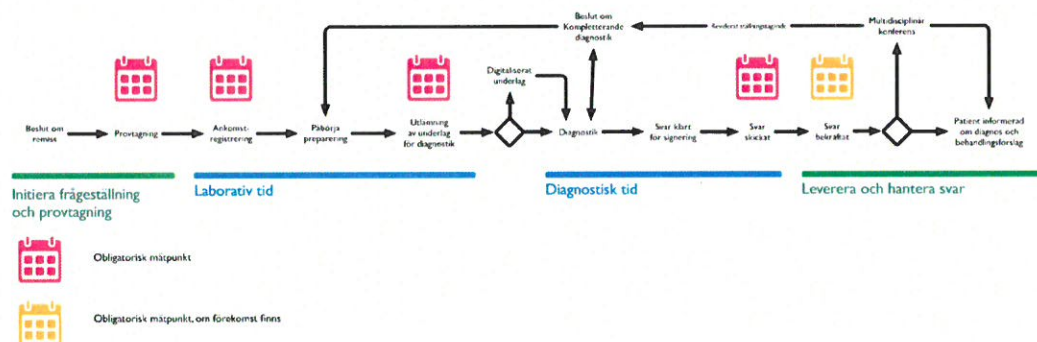 Beslut om
Kompletterande
diagnostik
Reviderat ställningstagande
Multidisciplinär
konferens
Digitaliserat
underlag
Beslut om
remiss
Provtagning
Ankomst-
registrering
Påbörja
preparering
Utlämning
av underlag
för diagnostik
Diagnostik
Svar klart
för signering
Svar
skickat
Svar
bekräftat
Patient informerad
om diagnos och
behandlingsförslag
Initiera frågeställning
och provtagning
Laborativ tid
Diagnostisk tid
Leverera och hantera svar
Obligatorisk mätpunkt
Obligatorisk mätpunkt, om förekomst finns